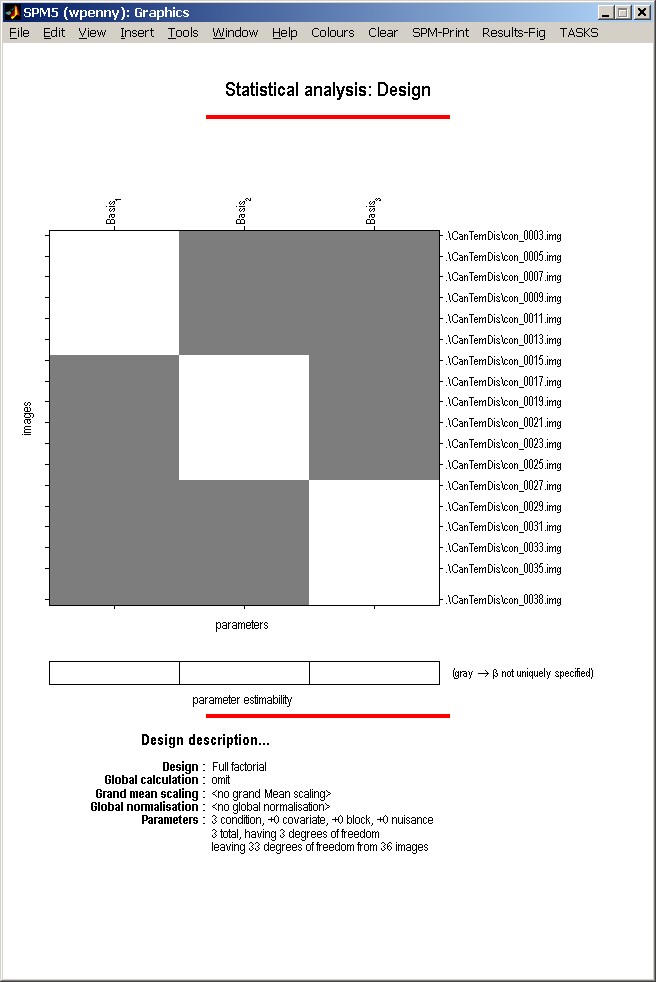 SPM5 (wpenny): Graphics
File Edit View Insert Tools Window Help Colours Clear SPM-Print Results-Fig TASKS
Statistical analysis: Design
Basis1 Basis2 Basis3
.\CanTemDis\con_0003.img
.\CanTemDis\con_0005.img
.\CanTemDis\con_0007.img
.\CanTemDis\con_0009.img
.\CanTemDis\con_0011.img
.\CanTemDis\con_0013.img
.\CanTemDis\con_0015.img
.\CanTemDis\con_0017.img
.\CanTemDis\con_0019.img
.\CanTemDis\con_0021.img
.\CanTemDis\con_0023.img
.\CanTemDis\con_0025.img
.\CanTemDis\con_0027.img
.\CanTemDis\con_0029.img
.\CanTemDis\con_0031.img
.\CanTemDis\con_0033.img
.\CanTemDis\con_0035.img
.\CanTemDis\con_0038.img
images
parameters
(gray → β not uniquely specified)
parameter estimability
Design description...
Design : Full factorial
Global calculation : omit
Grand mean scaling : <no grand Mean scaling>
Global normalisation : <no global normalisation>
Parameters : 3 condition, +0 covariate, +0 block, +0 nuisance
3 total, having 3 degrees of freedom
leaving 33 degrees of freedom from 36 images